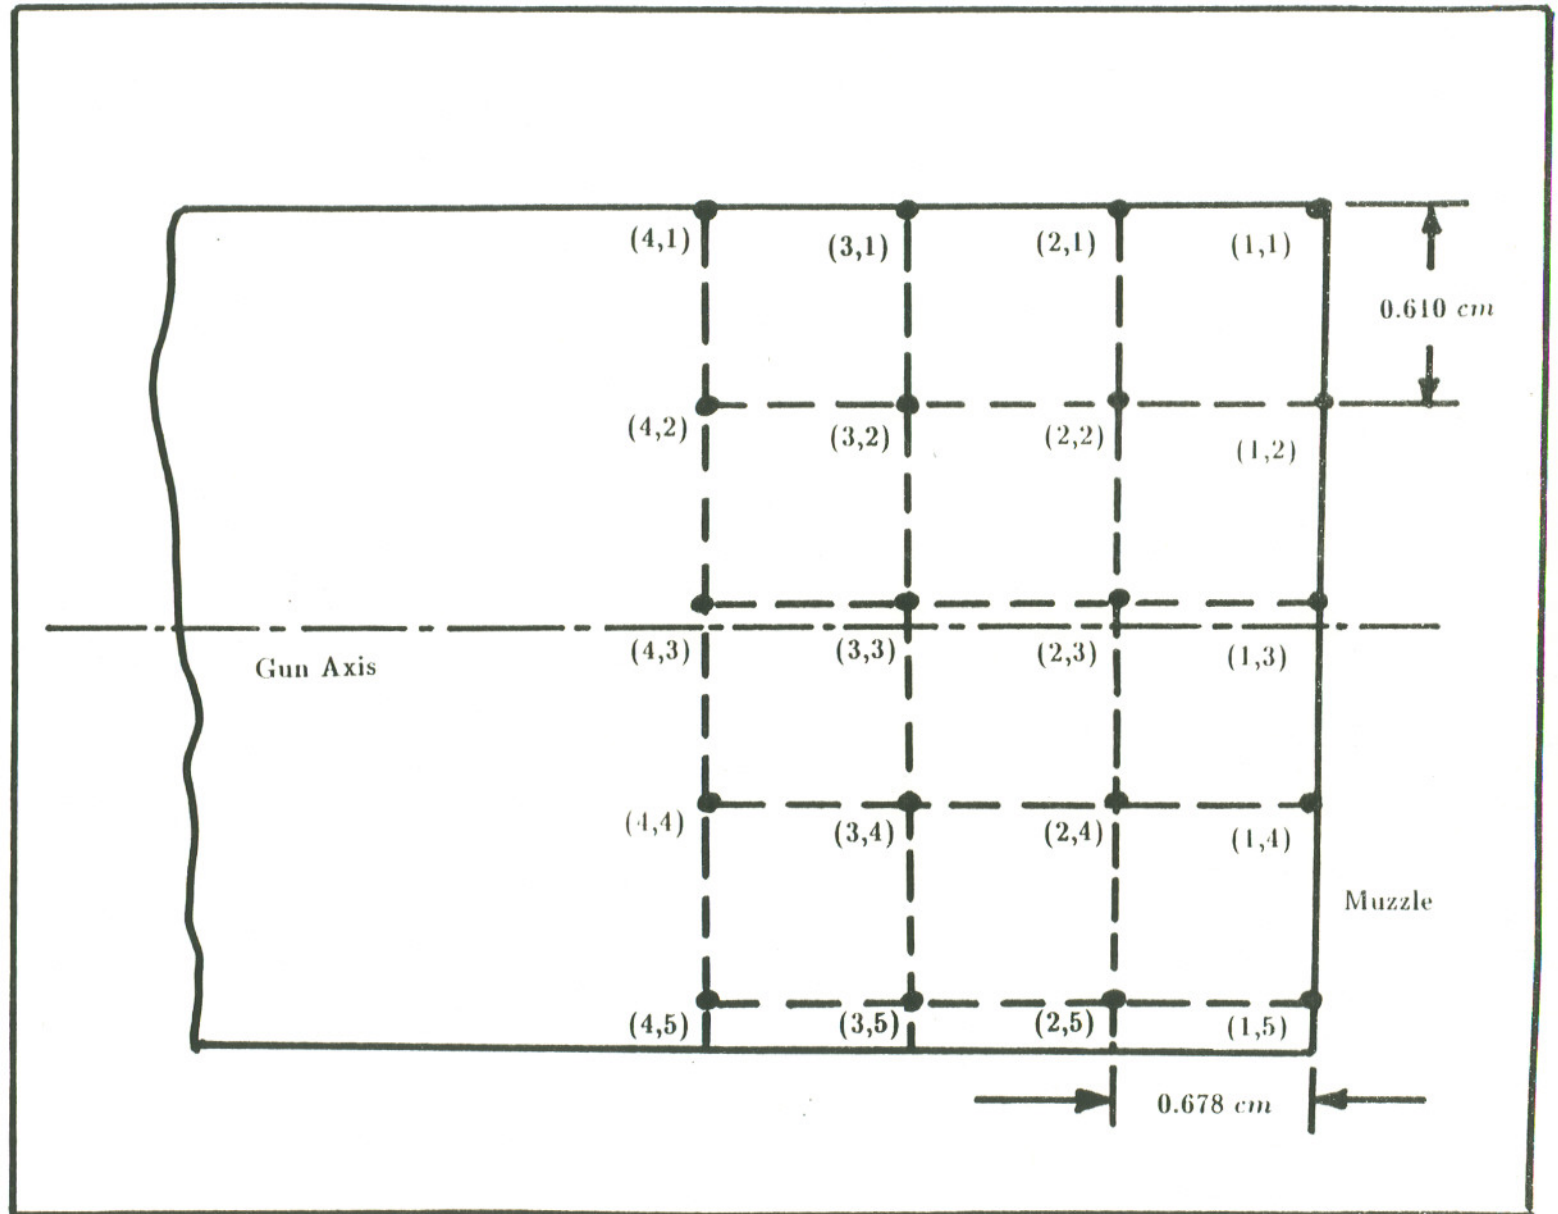 (4,1) (3,1) (2,1) (1,1)
0.610 cm
(4,2) (3,2) (2,2) (1,2)
(4,3) (3,3) (2,3) (1,3)
Gun Axis
(4,4) (3,4) (2,4) (1,4)
Muzzle
(4,5) (3,5) (2,5) (1,5)
0.678 cm